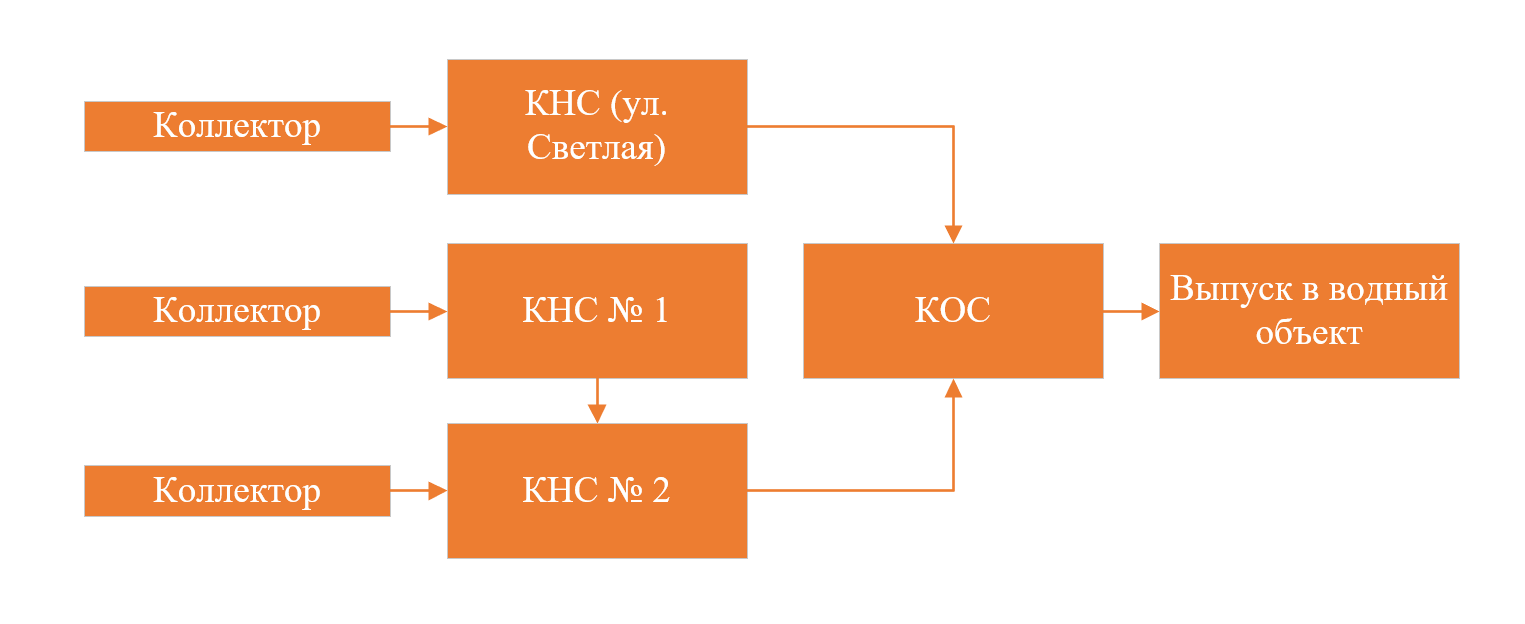 Коллектор
КНС (ул.
Светлая)
Коллектор
КНС № 1
КОС
Выпуск в водный
объект
Коллектор
КНС № 2